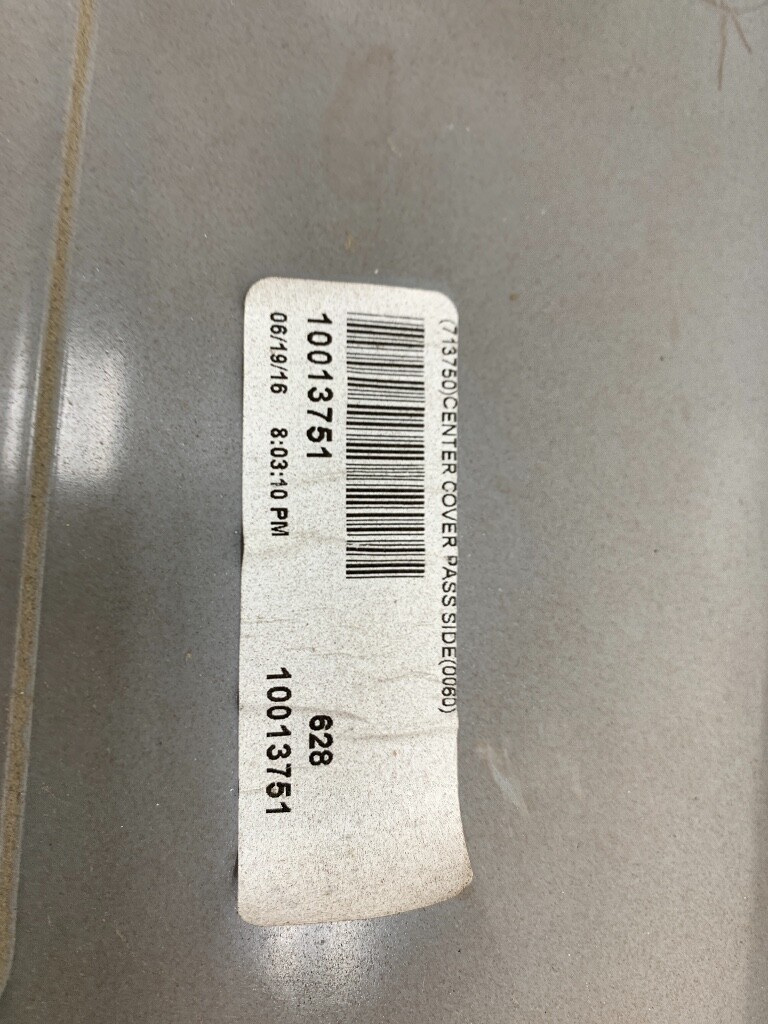 (713750)CENTER COVER PASS SIDE(0060)
10013751
06/19/16 8:03:10 PM
628
10013751